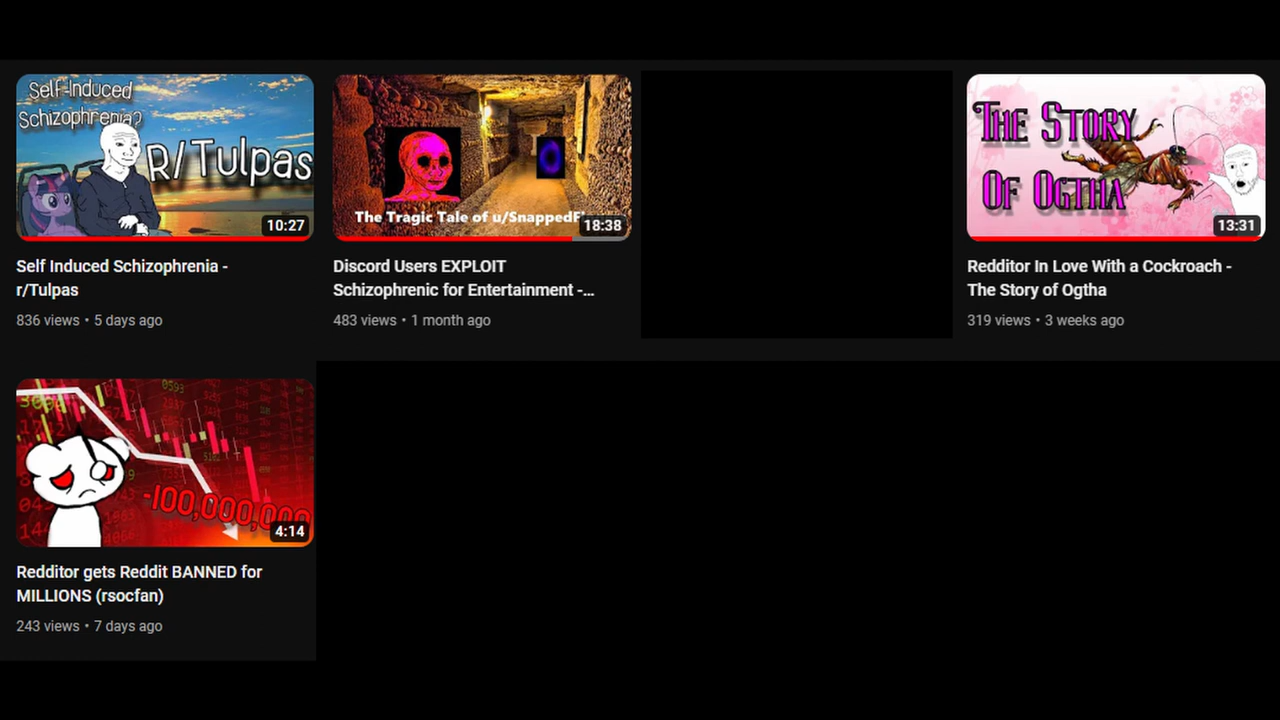 Self-Induced
Schizophrenia?
R/Tulpas
10:27
Self Induced Schizophrenia -
r/Tulpas
836 views • 5 days ago
The Tragic Tale of u/SnappedF
18:38
Discord Users EXPLOIT
Schizophrenic for Entertainment -...
483 views • 1 month ago
The Story
Of Ogtha
13:31
Redditor In Love With a Cockroach -
The Story of Ogtha
319 views • 3 weeks ago
-100,000,000
4:14
Redditor gets Reddit BANNED for
MILLIONS (rsocfan)
243 views • 7 days ago